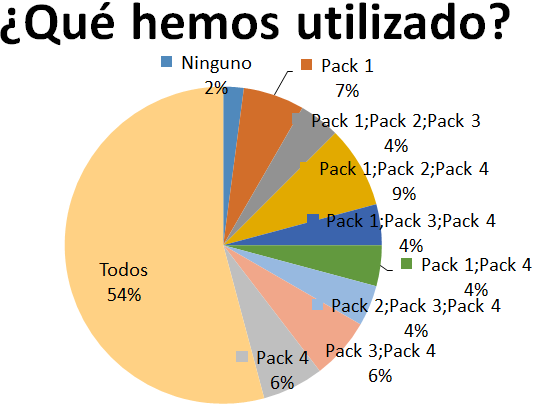 ¿Qué hemos utilizado?
Ninguno
2%
Pack 1
7%
Pack 1;Pack 2;Pack 3
4%
Pack 1;Pack 2;Pack 4
9%
Pack 1;Pack 3;Pack 4
4%
Pack 1;Pack 4
4%
Pack 2;Pack 3;Pack 4
4%
Pack 3;Pack 4
6%
Pack 4
6%
Todos
54%